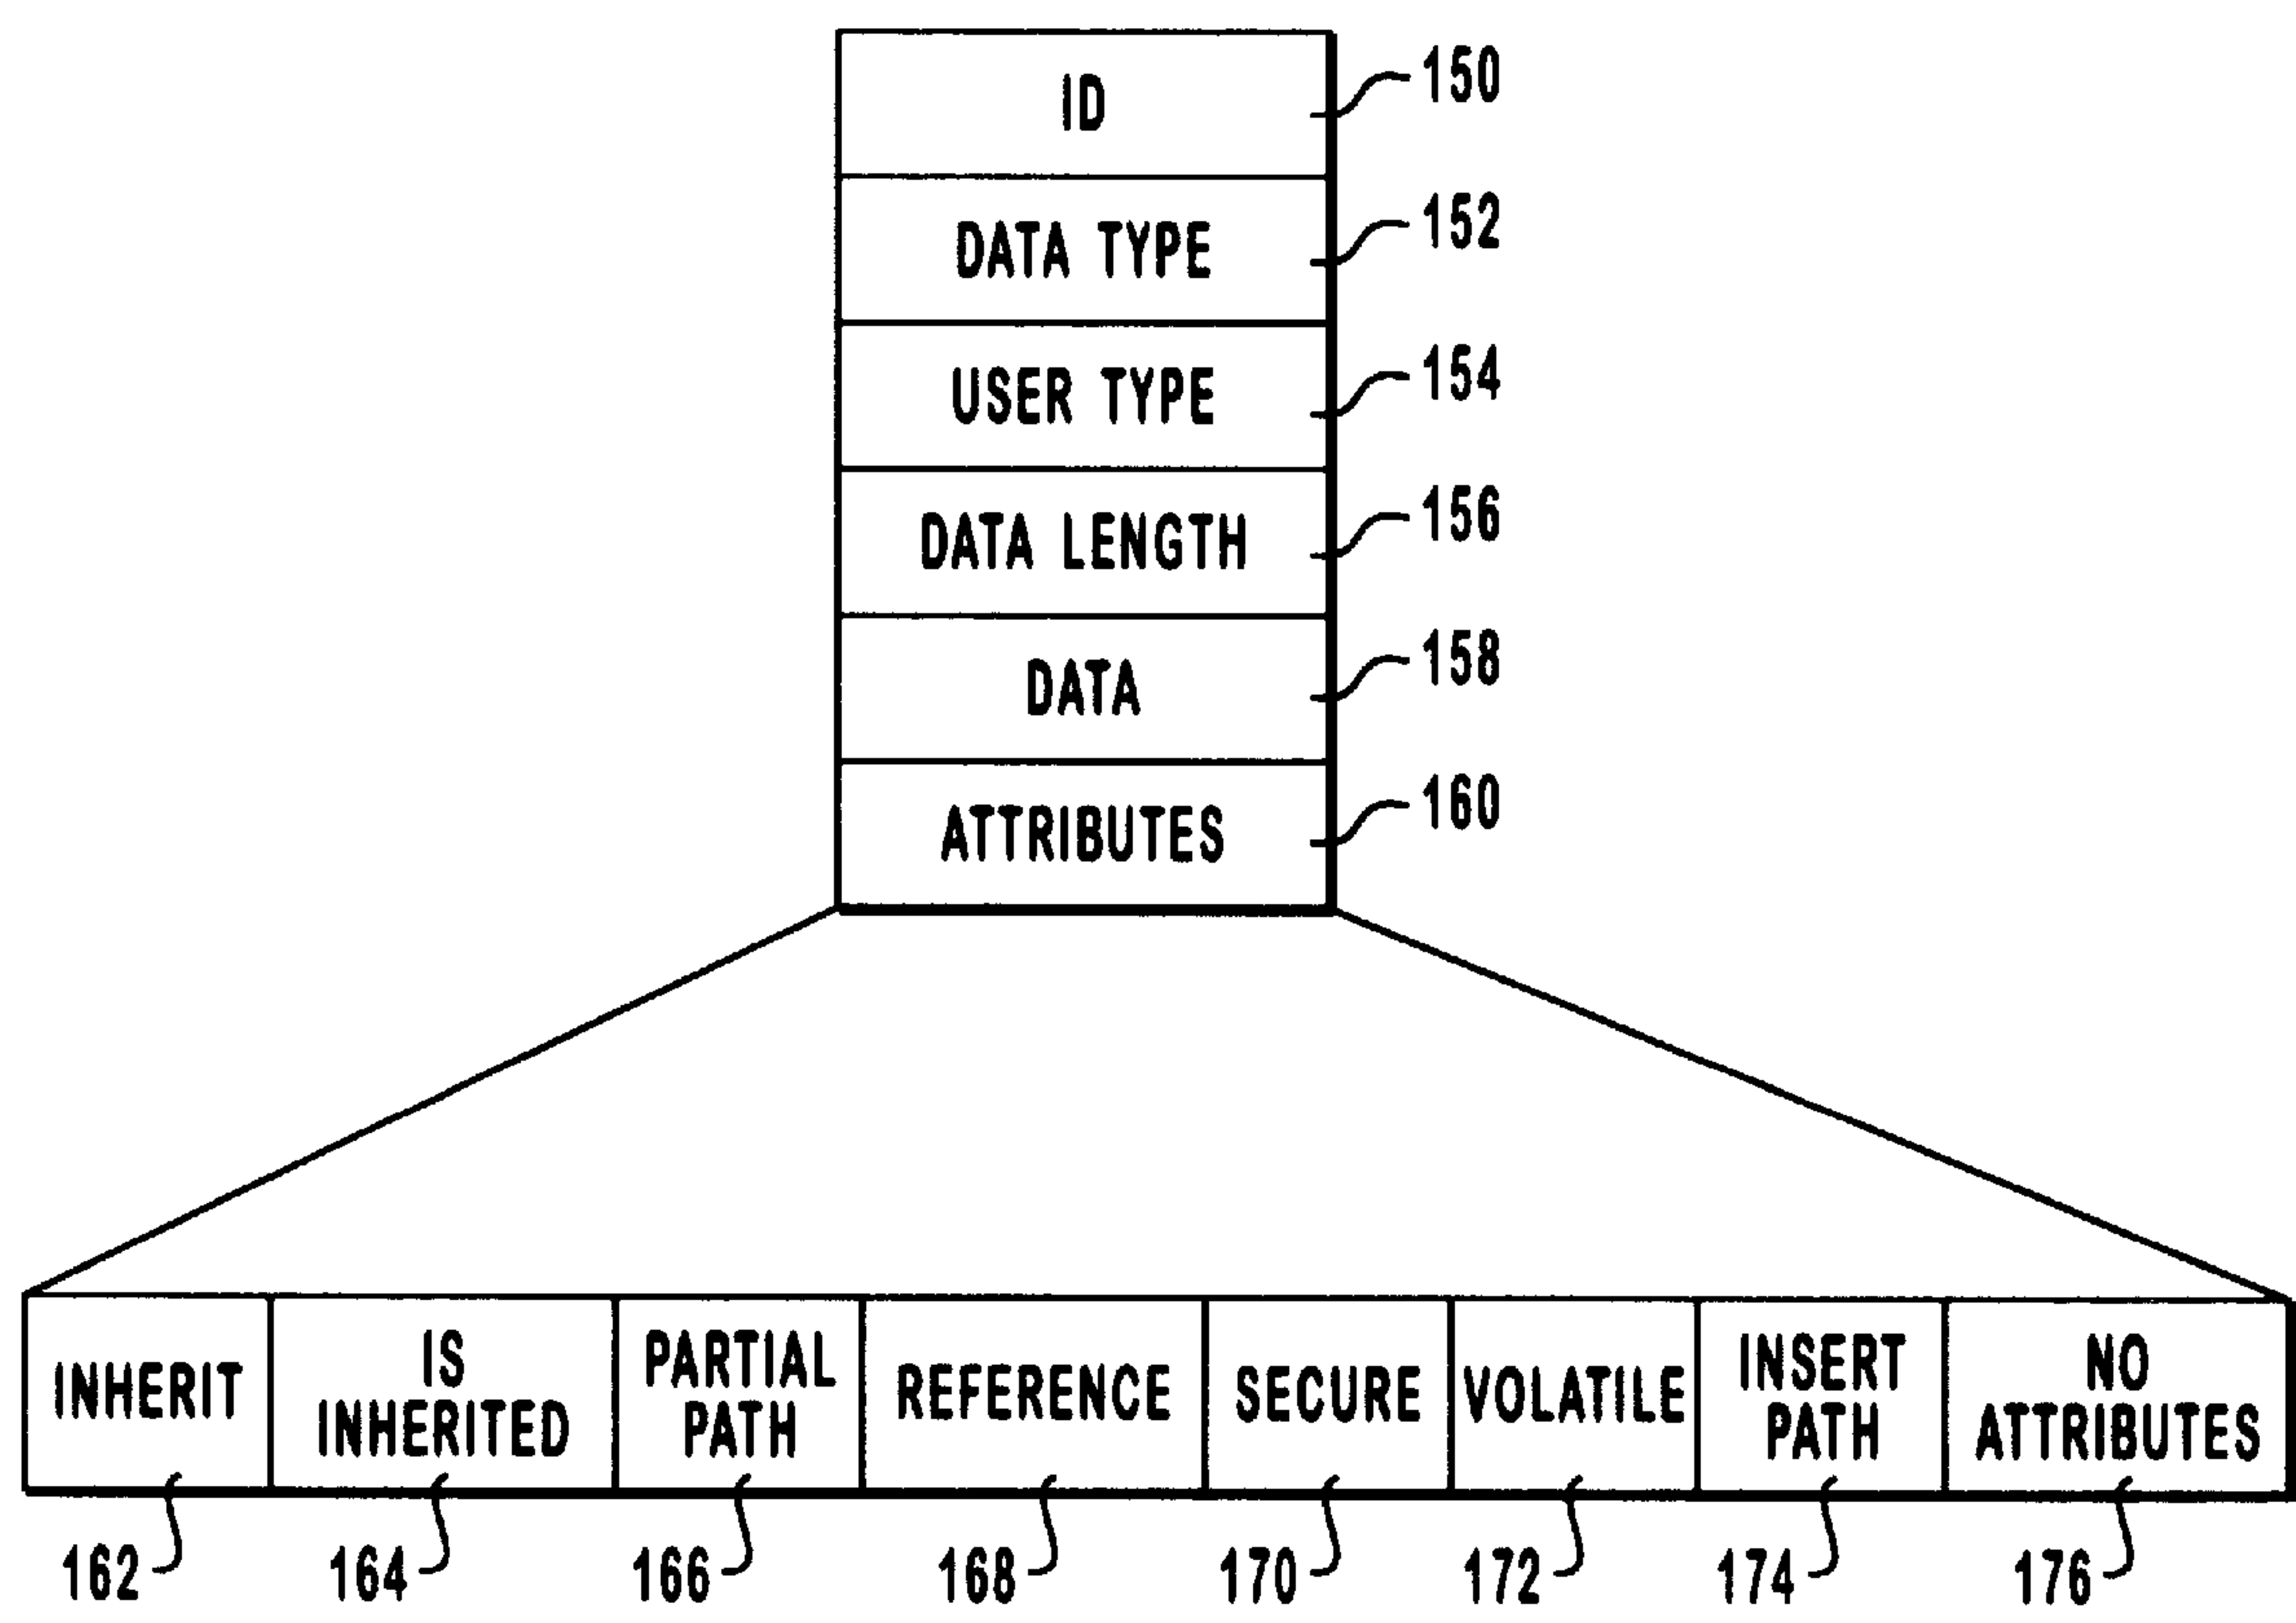 ID
150
DATA TYPE
152
USER TYPE
154
DATA LENGTH
156
DATA
158
ATTRIBUTES
160
INHERIT
IS
INHERITED
PARTIAL
PATH
REFERENCE
SECURE
VOLATILE
INSERT
PATH
NO
ATTRIBUTES
162
164
166
168
170
172
174
176